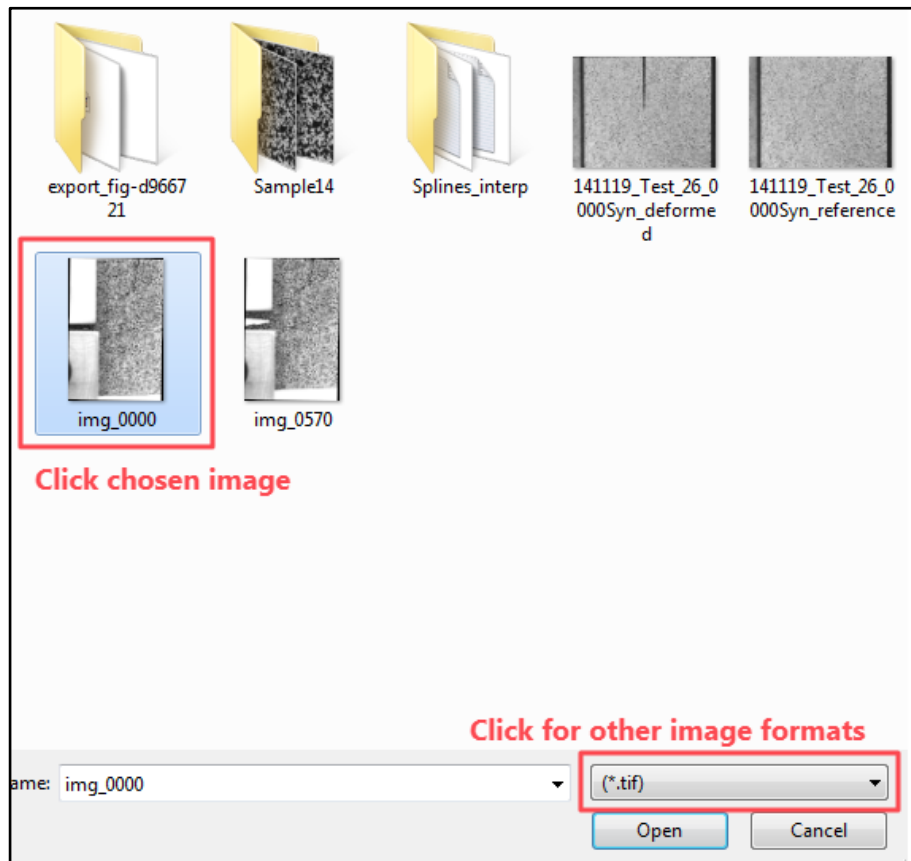 export_fig-d9667
21
Sample14
Splines_interp
141119_Test_26_0
000Syn_deforme
d
141119_Test_26_0
000Syn_reference
img_0000
img_0570
Click chosen image
Click for other image formats
ame: img_0000
(*.tif)
Open
Cancel